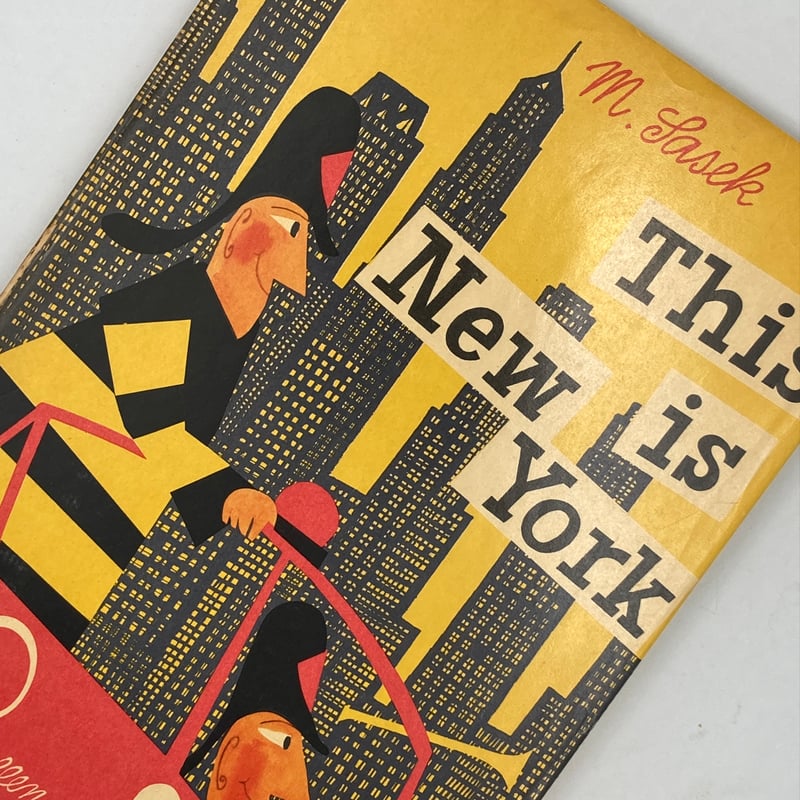 M. Sasek
This
is
New
York